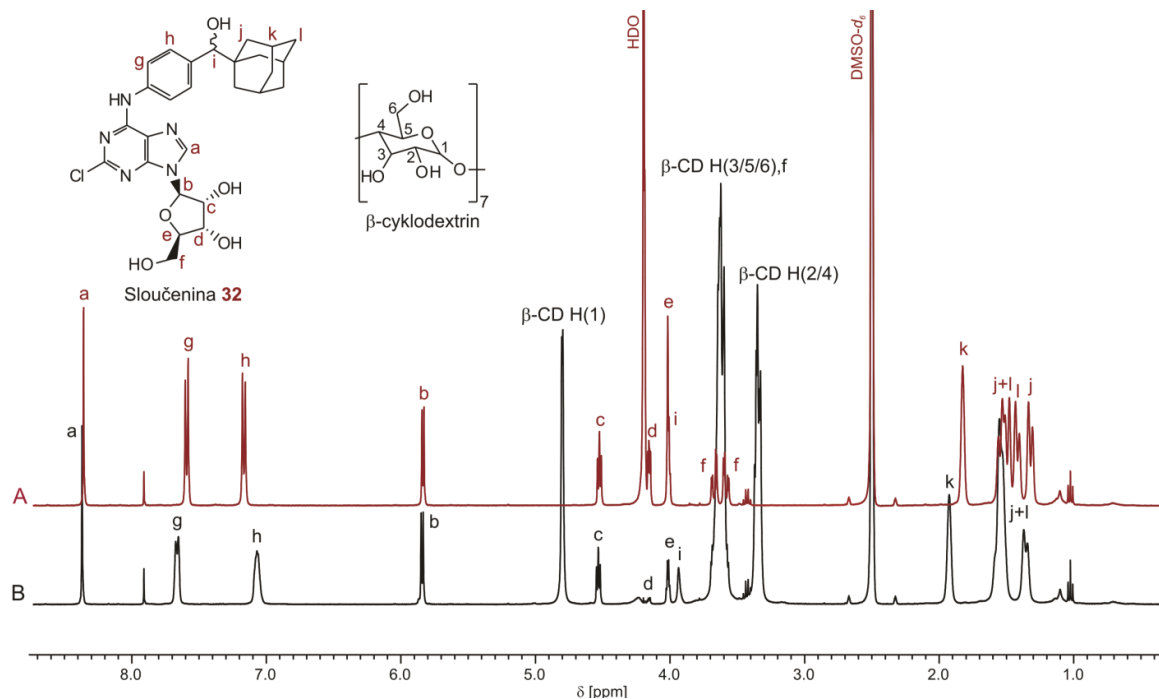 OH
h
j
k
l
g
i
HN
N
N
a
Cl
N
N
b
O
OH
c
e
d
OH
HO
f
Sloučenina 32
6
OH
4
5
O
1
3
2
HO
OH
O
7
β-cyklodextrin
HDO
DMSO-d6
β-CD H(3/5/6),f
β-CD H(2/4)
β-CD H(1)
a
g
h
b
c
d
e
i
f
f
k
j+l
l
j
A
a
g
h
b
c
d
e
i
k
j+l
B
8.0 7.0 6.0 5.0 4.0 3.0 2.0 1.0
δ [ppm]